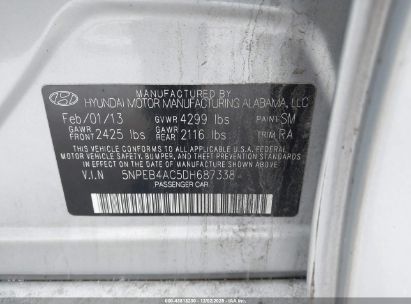 MANUFACTURED BY
HYUNDAI MOTOR MANUFACTURING ALABAMA, LLC
Feb/01/13 GVWR 4299 lbs PAINT SM
GAWR FRONT 2425 lbs GAWR REAR 2116 lbs TRIM RA
THIS VEHICLE CONFORMS TO ALL APPLICABLE U.S.A. FEDERAL
MOTOR VEHICLE SAFETY, BUMPER, AND THEFT PREVENTION STANDARDS
IN EFFECT ON THE DATE OF MANUFACTURE SHOWN ABOVE.
V.I.N 5NPEB4AC5DH687338
PASSENGER CAR